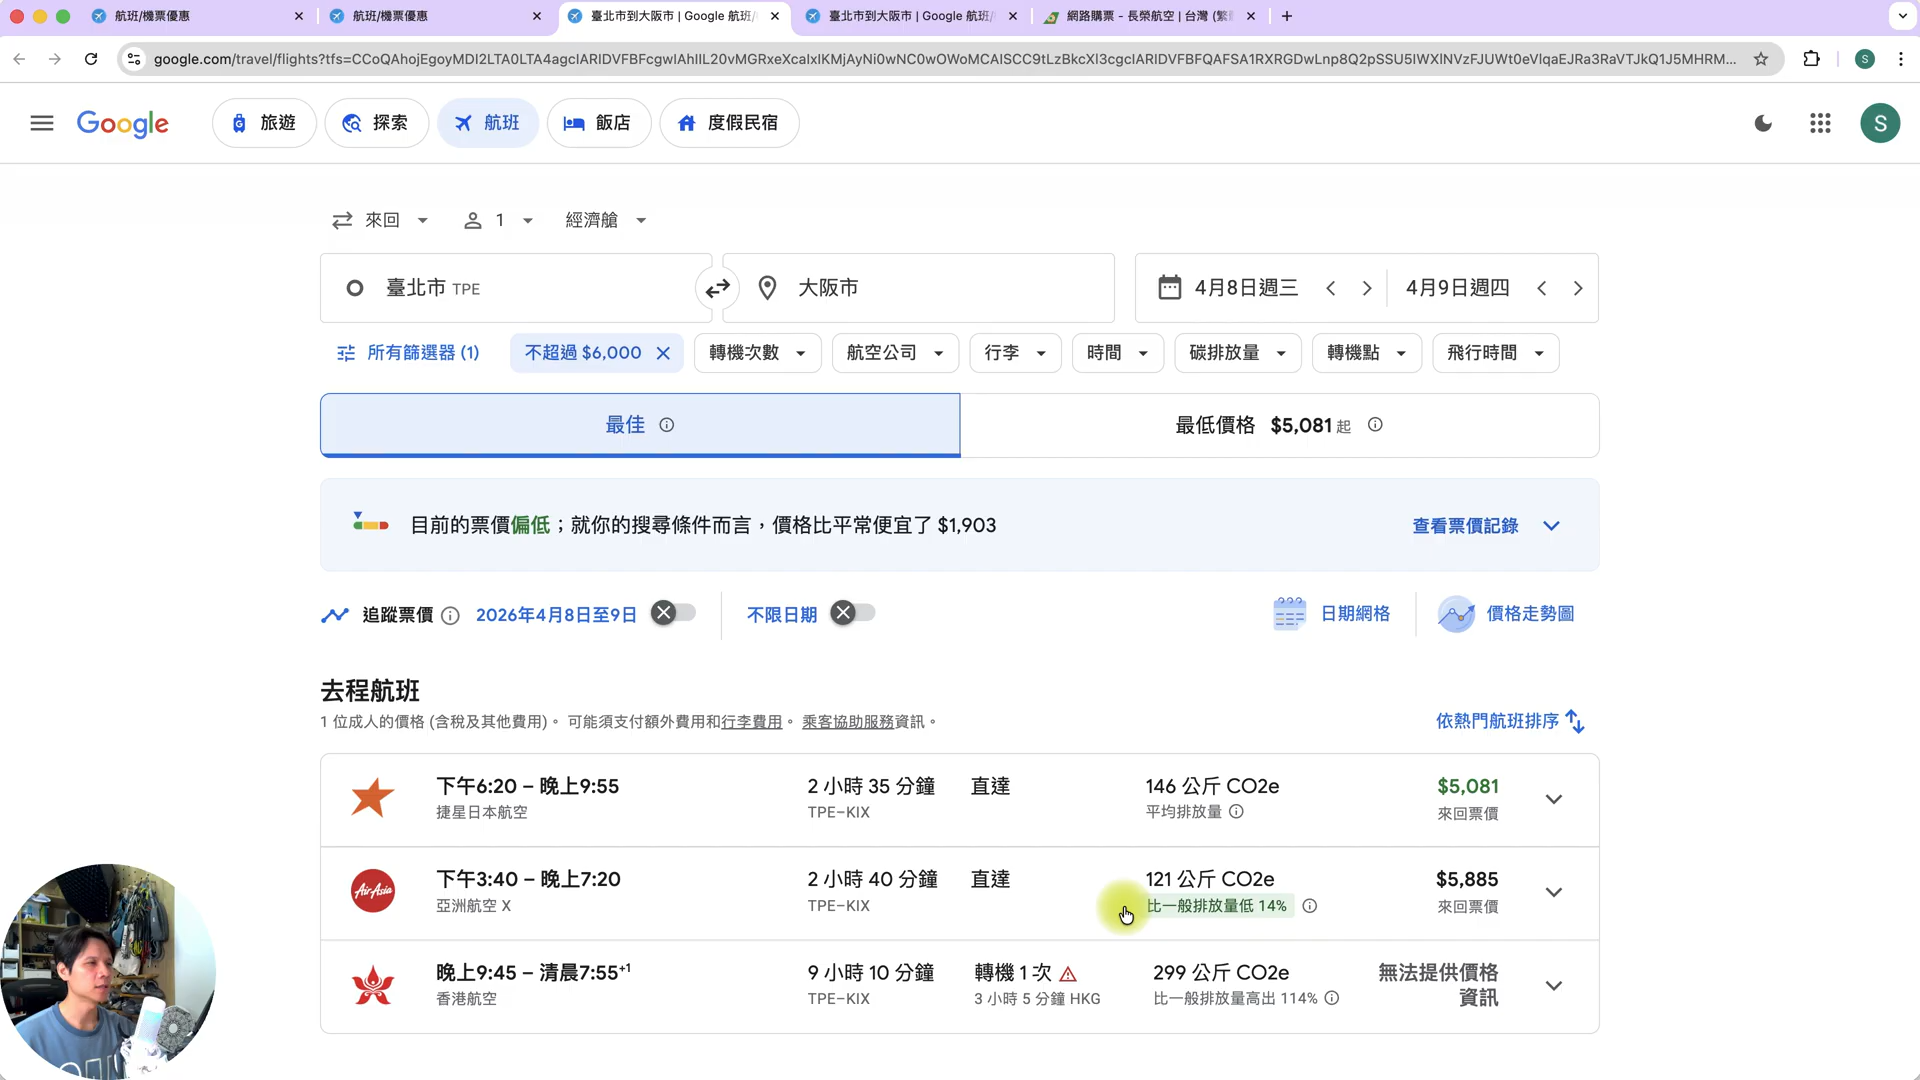 航班/機票優惠
航班/機票優惠
臺北市到大阪市 | Google 航班/
臺北市到大阪市 | Google 航班/
網路購票 - 長榮航空 | 台灣 (繁
google.com/travel/flights?tfs=CCoQAhojEgoyMDI2LTA0LTA4agcIARIDVFBFcgwIAhIIL20vMGRxeXcaIxIKMjAyNi0wNC0wOWoMCAISCC9tLzBkcXl3cgcIARIDVFBFQAFSA1RXRGDwLnp8Q2pSSU5IWXlNVzFJUWt0eVlqaEJRa3RaVTJkQ1J5MHRM...
S
Google
旅遊
探索
航班
飯店
度假民宿
S
來回
1
經濟艙
臺北市 TPE
大阪市
4月8日週三
4月9日週四
所有篩選器 (1)
不超過 $6,000
轉機次數
航空公司
行李
時間
碳排放量
轉機點
飛行時間
最佳
最低價格 $5,081 起
目前的票價偏低；就你的搜尋條件而言，價格比平常便宜了 $1,903
查看票價記錄
追蹤票價
2026年4月8日至9日
不限日期
日期網格
價格走勢圖
去程航班
1 位成人的價格 (含稅及其他費用)。 可能須支付額外費用和行李費用。 乘客協助服務資訊。
依熱門航班排序
下午6:20 – 晚上9:55
捷星日本航空
2 小時 35 分鐘
TPE–KIX
直達
146 公斤 CO2e
平均排放量
$5,081
來回票價
AirAsia
下午3:40 – 晚上7:20
亞洲航空 X
2 小時 40 分鐘
TPE–KIX
直達
121 公斤 CO2e
比一般排放量低 14%
$5,885
來回票價
晚上9:45 – 清晨7:55+1
香港航空
9 小時 10 分鐘
TPE–KIX
轉機 1 次
3 小時 5 分鐘 HKG
299 公斤 CO2e
比一般排放量高出 114%
無法提供價格
資訊